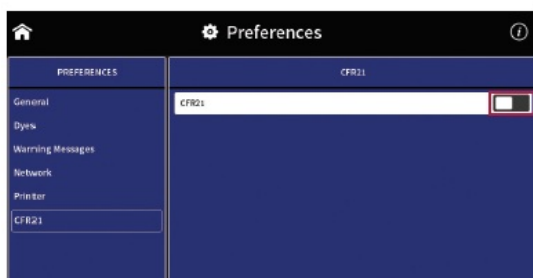 Preferences
PREFERENCES
CFR21
General
CFR21
Dyes
Warning Messages
Network
Printer
CFR21